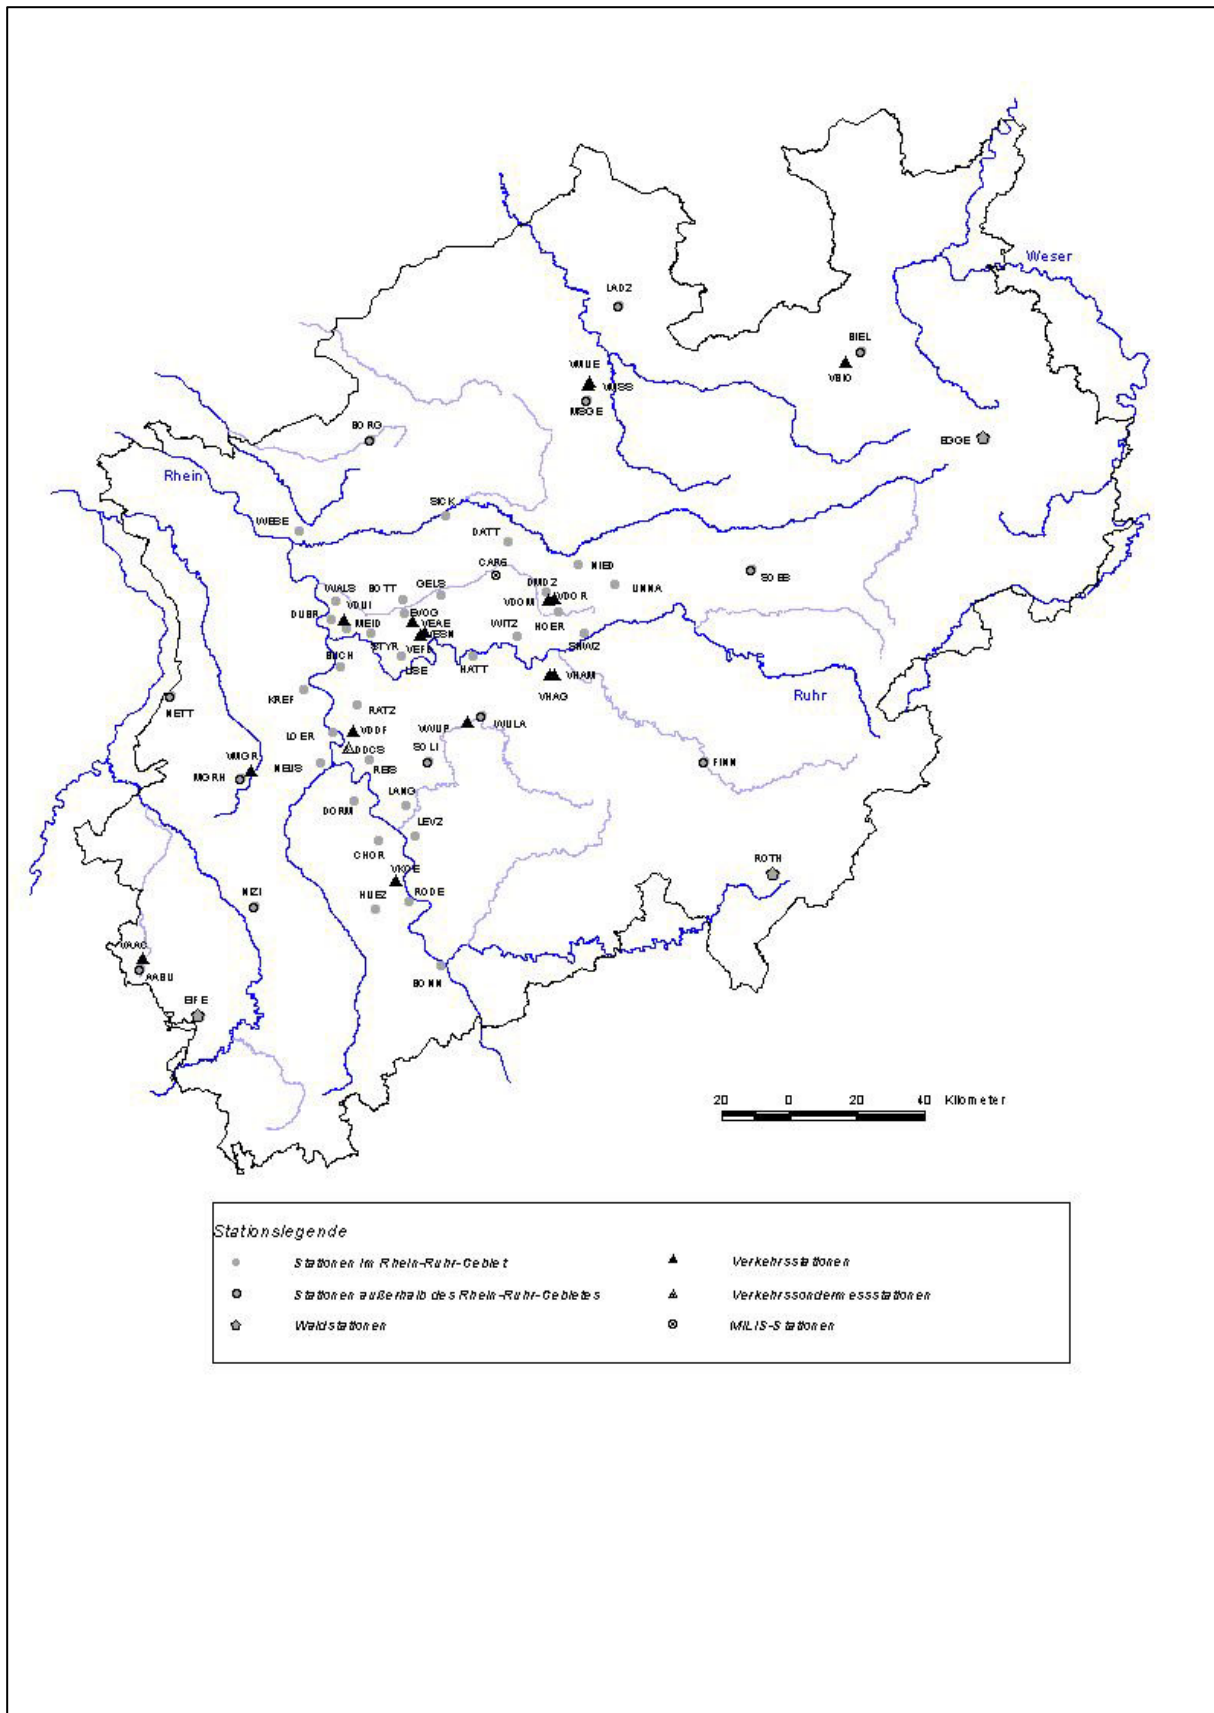 Weser
LADZ
BIEL
VBIO
VMUE
VMSS
MSGE
BORG
EGGE
Rhein
SICK
WESE
DATT
CARG
NIED
SOES
UNNA
DMDZ
VDOR
VDOM
HOER
GELS
BOTT
WALS
VDUI
DUBR
MEID
EVOG
VEAE
VESN
WITZ
SHWZ
STYR
VEFL
LISE
HATT
BUCH
VHAM
VHAG
Ruhr
KREF
NETT
RATZ
LOER
VDDF
VWUP
WULA
SOLI
DDCS
VMGR
NEUS
REIS
FINN
MGRH
LANG
DORM
LEVZ
CHOR
ROTH
VKOE
NIZI
HUEZ
RODE
VAAC
AABU
BONN
EIFE
20 0 20 40 Kilometer
Stationslegende
Stationen im Rhein-Ruhr-Gebiet
Verkehrsstationen
Stationen außerhalb des Rhein-Ruhr-Gebietes
Verkehrssondermessstationen
Waldstationen
MILIS-Stationen